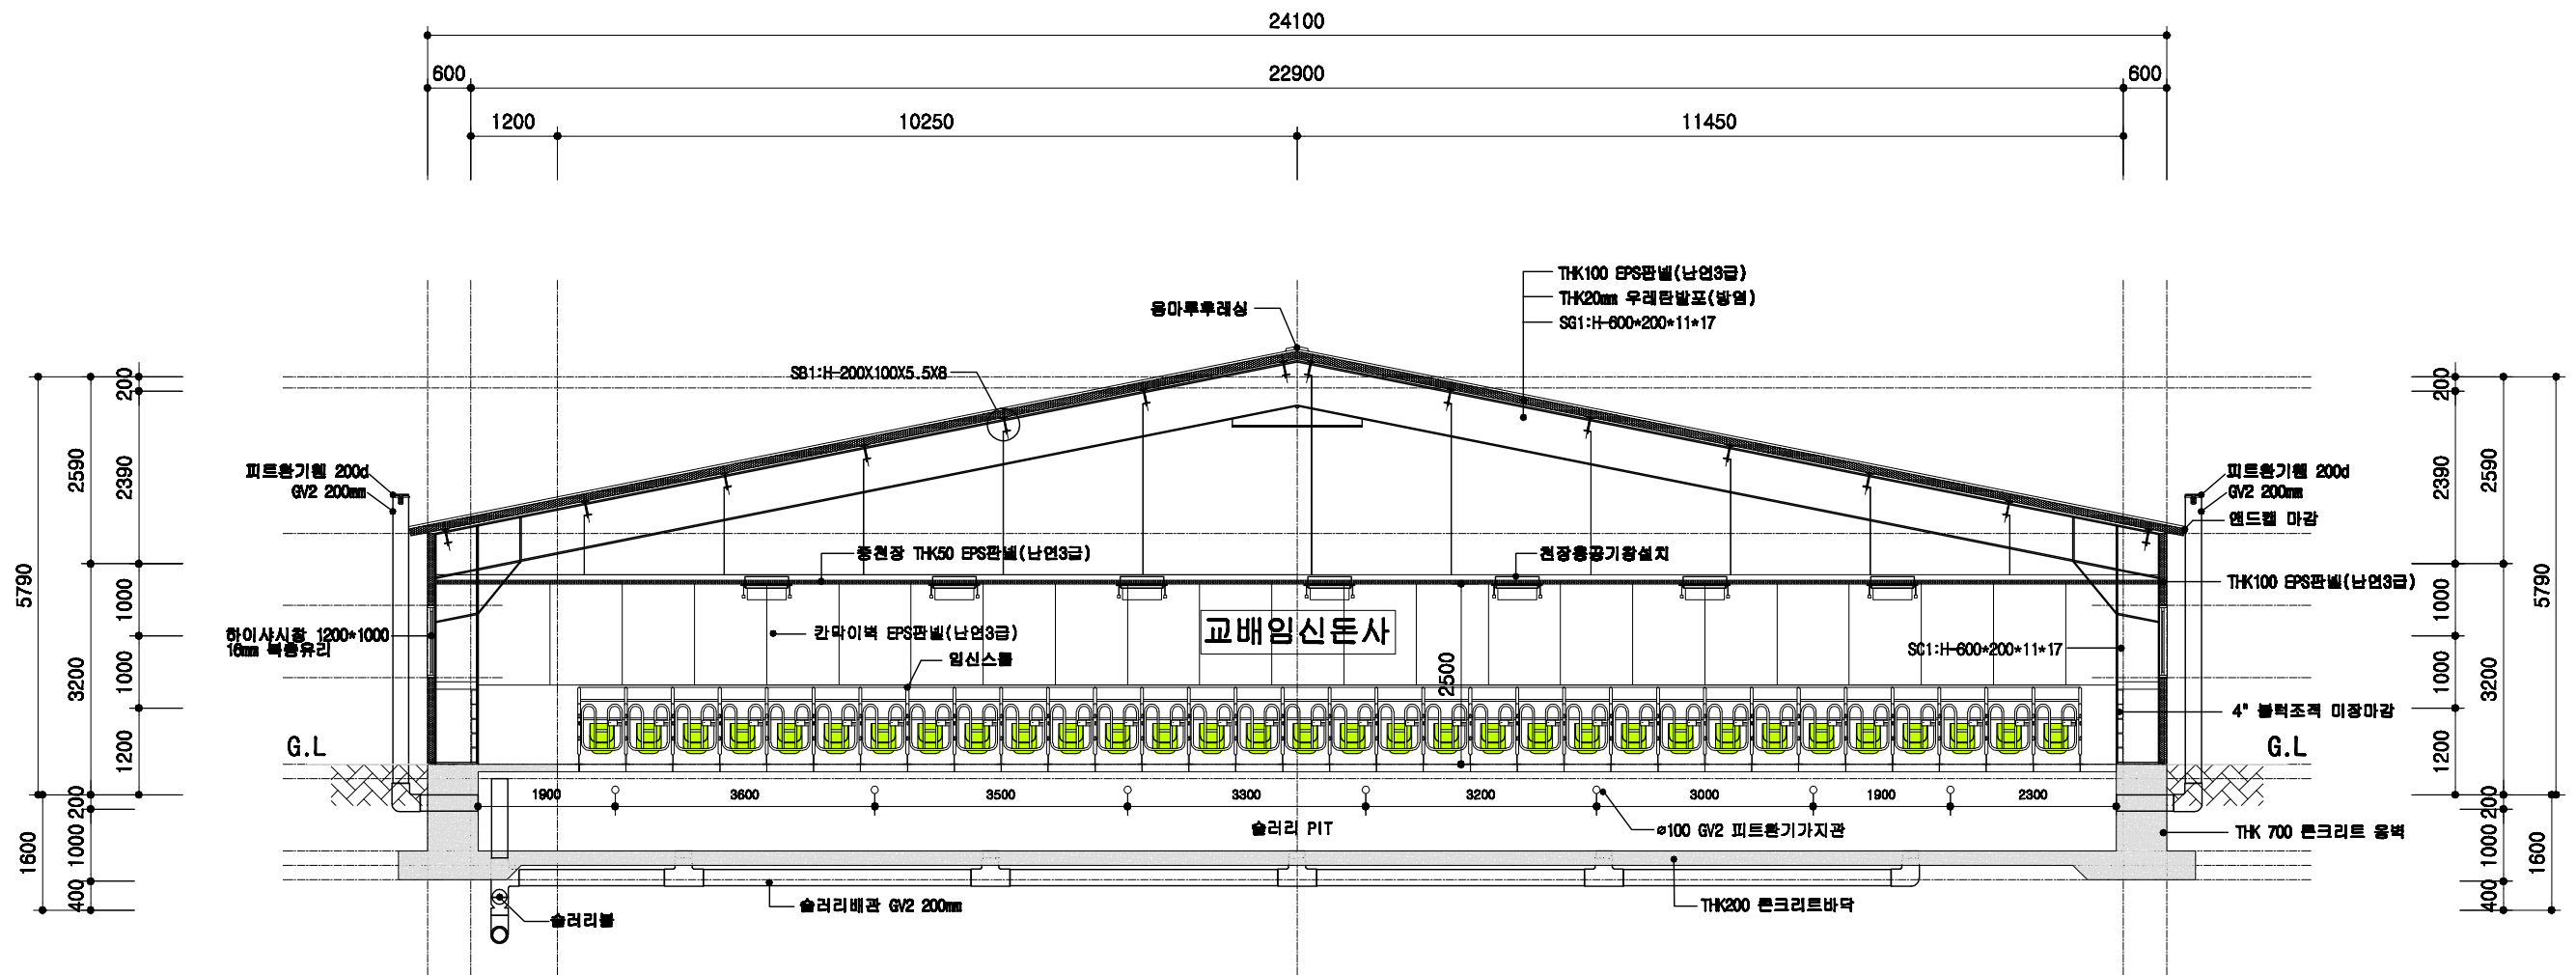 24100
600
22900
600
1200
10250
11450
THK100 EPS판넬(난연3급)
THK20mm 우레탄발포(방염)
SG1:H-600*200*11*17
용마루후레싱
SB1:H-200X100X5.5X8
피트환기휀 200d
GV2 200mm
피트환기휀 200d
GV2 200mm
엔드캡 마감
중천장 THK50 EPS판넬(난연3급)
천장용공기창설치
THK100 EPS판넬(난연3급)
하이샤시창 1200*1000
16mm 복층유리
칸막이벽 EPS판넬(난연3급)
교배임신돈사
임신스톨
SC1:H-600*200*11*17
2500
4" 블럭조적 미장마감
G.L
G.L
200
2390
2590
1000
1000
3200
1200
5790
200
1000
1600
400
200
2390
2590
1000
1000
3200
1200
5790
200
1000
1600
400
1900
3600
3500
3300
3200
3000
1900
2300
슬러리 PIT
ø100 GV2 피트환기가지관
THK 700 콘크리트 옹벽
슬러리볼
슬러리배관 GV2 200mm
THK200 콘크리트바닥